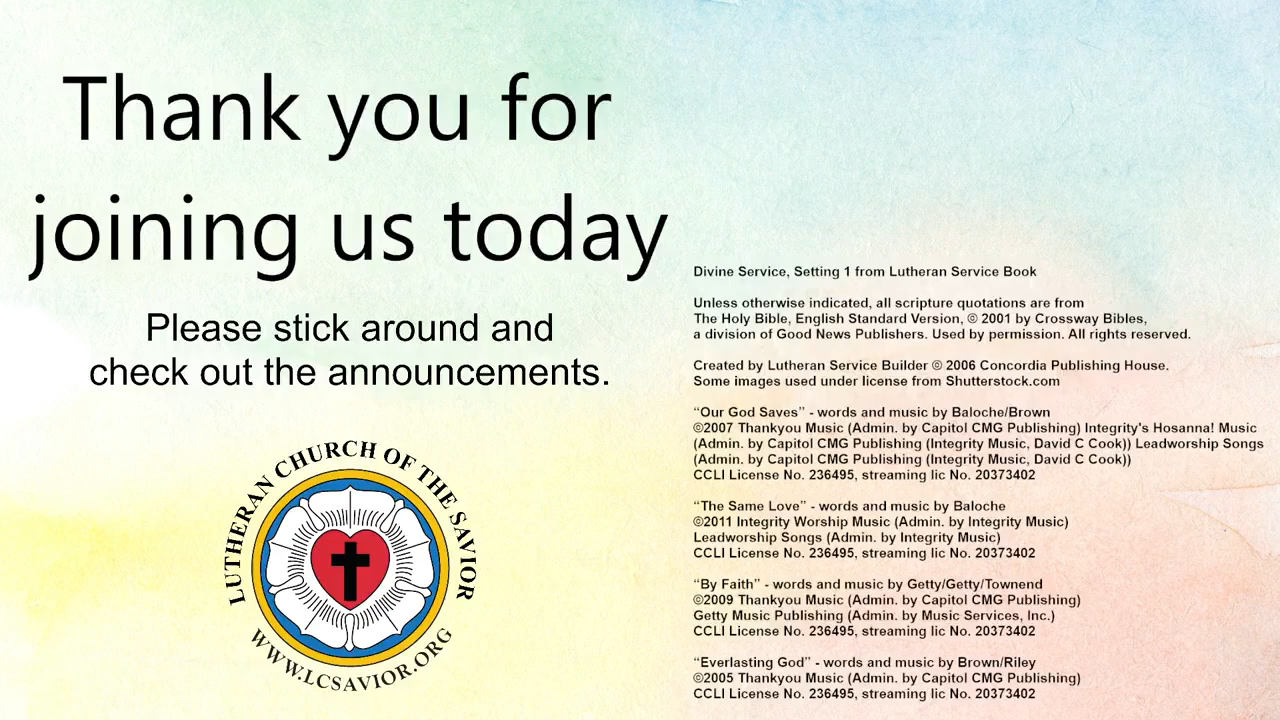 Thank you for
joining us today
Please stick around and
check out the announcements.
LUTHERAN CHURCH OF THE SAVIOR
WWW.LCSAVIOR.ORG
Divine Service, Setting 1 from Lutheran Service Book
Unless otherwise indicated, all scripture quotations are from
The Holy Bible, English Standard Version, © 2001 by Crossway Bibles,
a division of Good News Publishers. Used by permission. All rights reserved.
Created by Lutheran Service Builder © 2006 Concordia Publishing House.
Some images used under license from Shutterstock.com
“Our God Saves” - words and music by Baloche/Brown
©2007 Thankyou Music (Admin. by Capitol CMG Publishing) Integrity's Hosanna! Music
(Admin. by Capitol CMG Publishing (Integrity Music, David C Cook)) Leadworship Songs
(Admin. by Capitol CMG Publishing (Integrity Music, David C Cook))
CCLI License No. 236495, streaming lic No. 20373402
“The Same Love” - words and music by Baloche
©2011 Integrity Worship Music (Admin. by Integrity Music)
Leadworship Songs (Admin. by Integrity Music)
CCLI License No. 236495, streaming lic No. 20373402
“By Faith” - words and music by Getty/Getty/Townend
©2009 Thankyou Music (Admin. by Capitol CMG Publishing)
Getty Music Publishing (Admin. by Music Services, Inc.)
CCLI License No. 236495, streaming lic No. 20373402
“Everlasting God” - words and music by Brown/Riley
©2005 Thankyou Music (Admin. by Capitol CMG Publishing)
CCLI License No. 236495, streaming lic No. 20373402